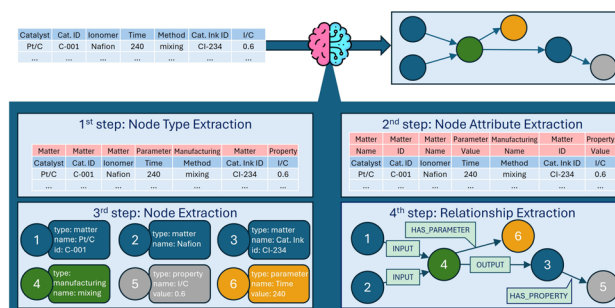 Catalyst Cat. ID Ionomer Time Method Cat. Ink ID I/C
Pt/C C-001 Nafion 240 mixing CI-234 0.6
... ... ... ... ... ... ...
1st step: Node Type Extraction
Matter Matter Matter Parameter Manufacturing Matter Property
Catalyst Cat. ID Ionomer Time Method Cat. Ink ID I/C
Pt/C C-001 Nafion 240 mixing CI-234 0.6
... ... ... ... ... ... ...
2nd step: Node Attribute Extraction
Matter Matter Matter Parameter Manufacturing Matter Property
Name ID Name Value Name ID Value
Catalyst Cat. ID Ionomer Time Method Cat. Ink ID I/C
Pt/C C-001 Nafion 240 mixing CI-234 0.6
... ... ... ... ... ... ...
3rd step: Node Extraction
1 type: matter
name: Pt/C
id: C-001
2 type: matter
name: Nafion
3 type: matter
name: Cat. Ink
id: CI-234
4 type:
manufacturing
name: mixing
5 type: property
name: I/C
value: 0.6
6 type: parameter
name: Time
value: 240
4th step: Relationship Extraction
HAS_PARAMETER
6
1
INPUT
4
OUTPUT
3
INPUT
2
HAS_PROPERTY
5